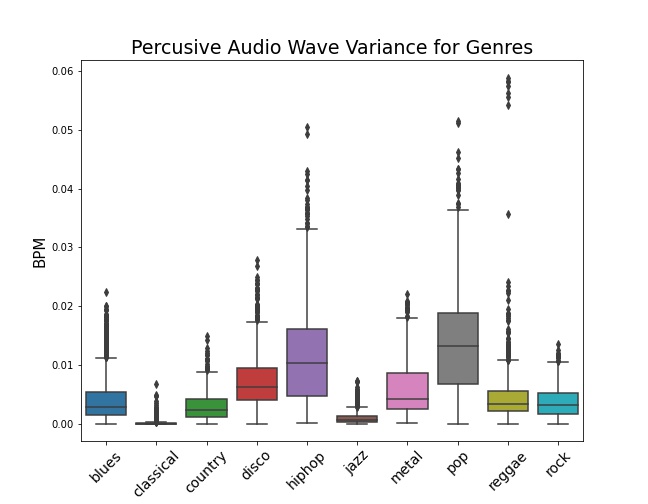 Percusive Audio Wave Variance for Genres
BPM
0.06
0.05
0.04
0.03
0.02
0.01
0.00
blues
classical
country
disco
hiphop
jazz
metal
pop
reggae
rock